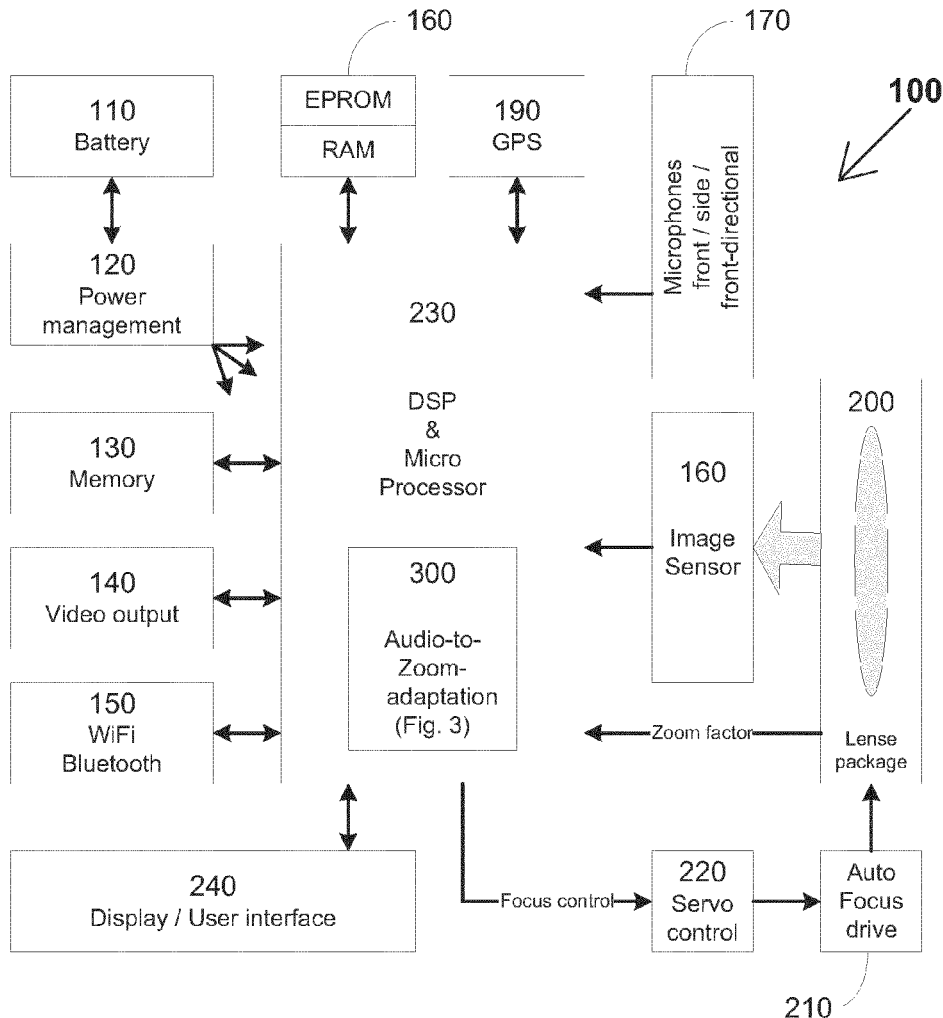 160
170
100
110
Battery
EPROM
RAM
190
GPS
Microphones
front / side /
front-directional
120
Power
management
230
DSP
&
Micro
Processor
200
130
Memory
160
Image
Sensor
140
Video output
300
Audio-to-
Zoom-
adaptation
(Fig. 3)
150
WiFi
Bluetooth
Zoom factor
Lense
package
240
Display / User interface
Focus control
220
Servo
control
Auto
Focus
drive
210